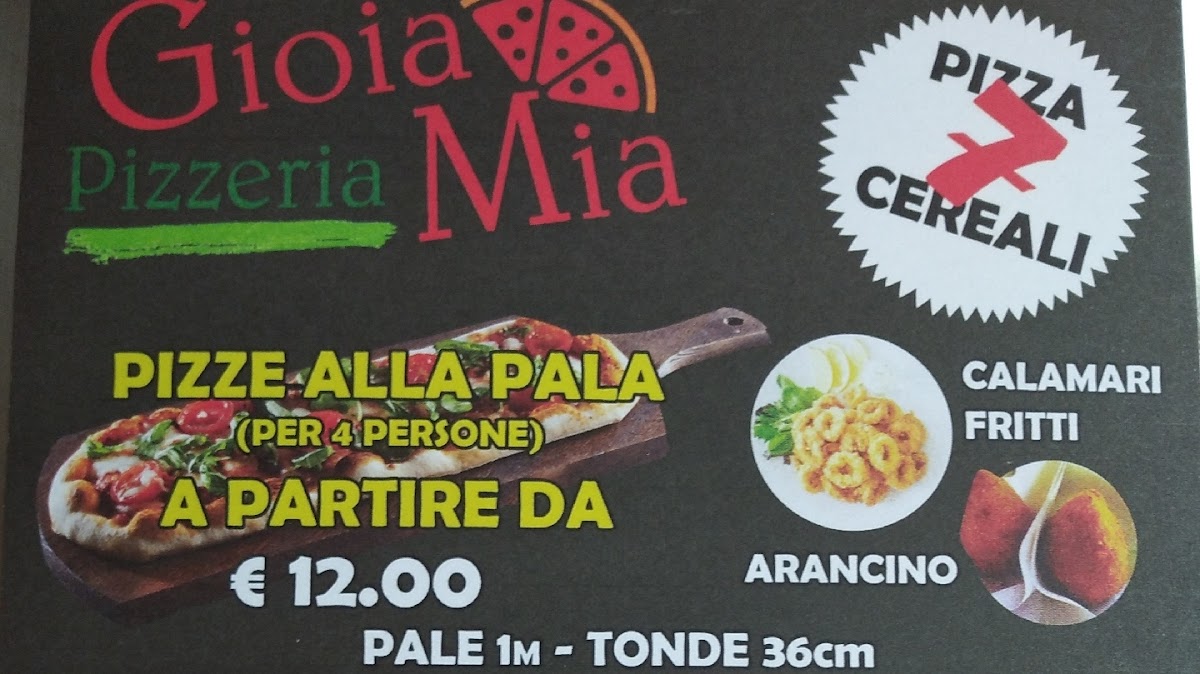 Gioia
Pizzeria Mia
PIZZA
7
CEREALI
PIZZE ALLA PALA
(PER 4 PERSONE)
A PARTIRE DA
€ 12.00
CALAMARI
FRITTI
ARANCINO
PALE 1M - TONDE 36cm